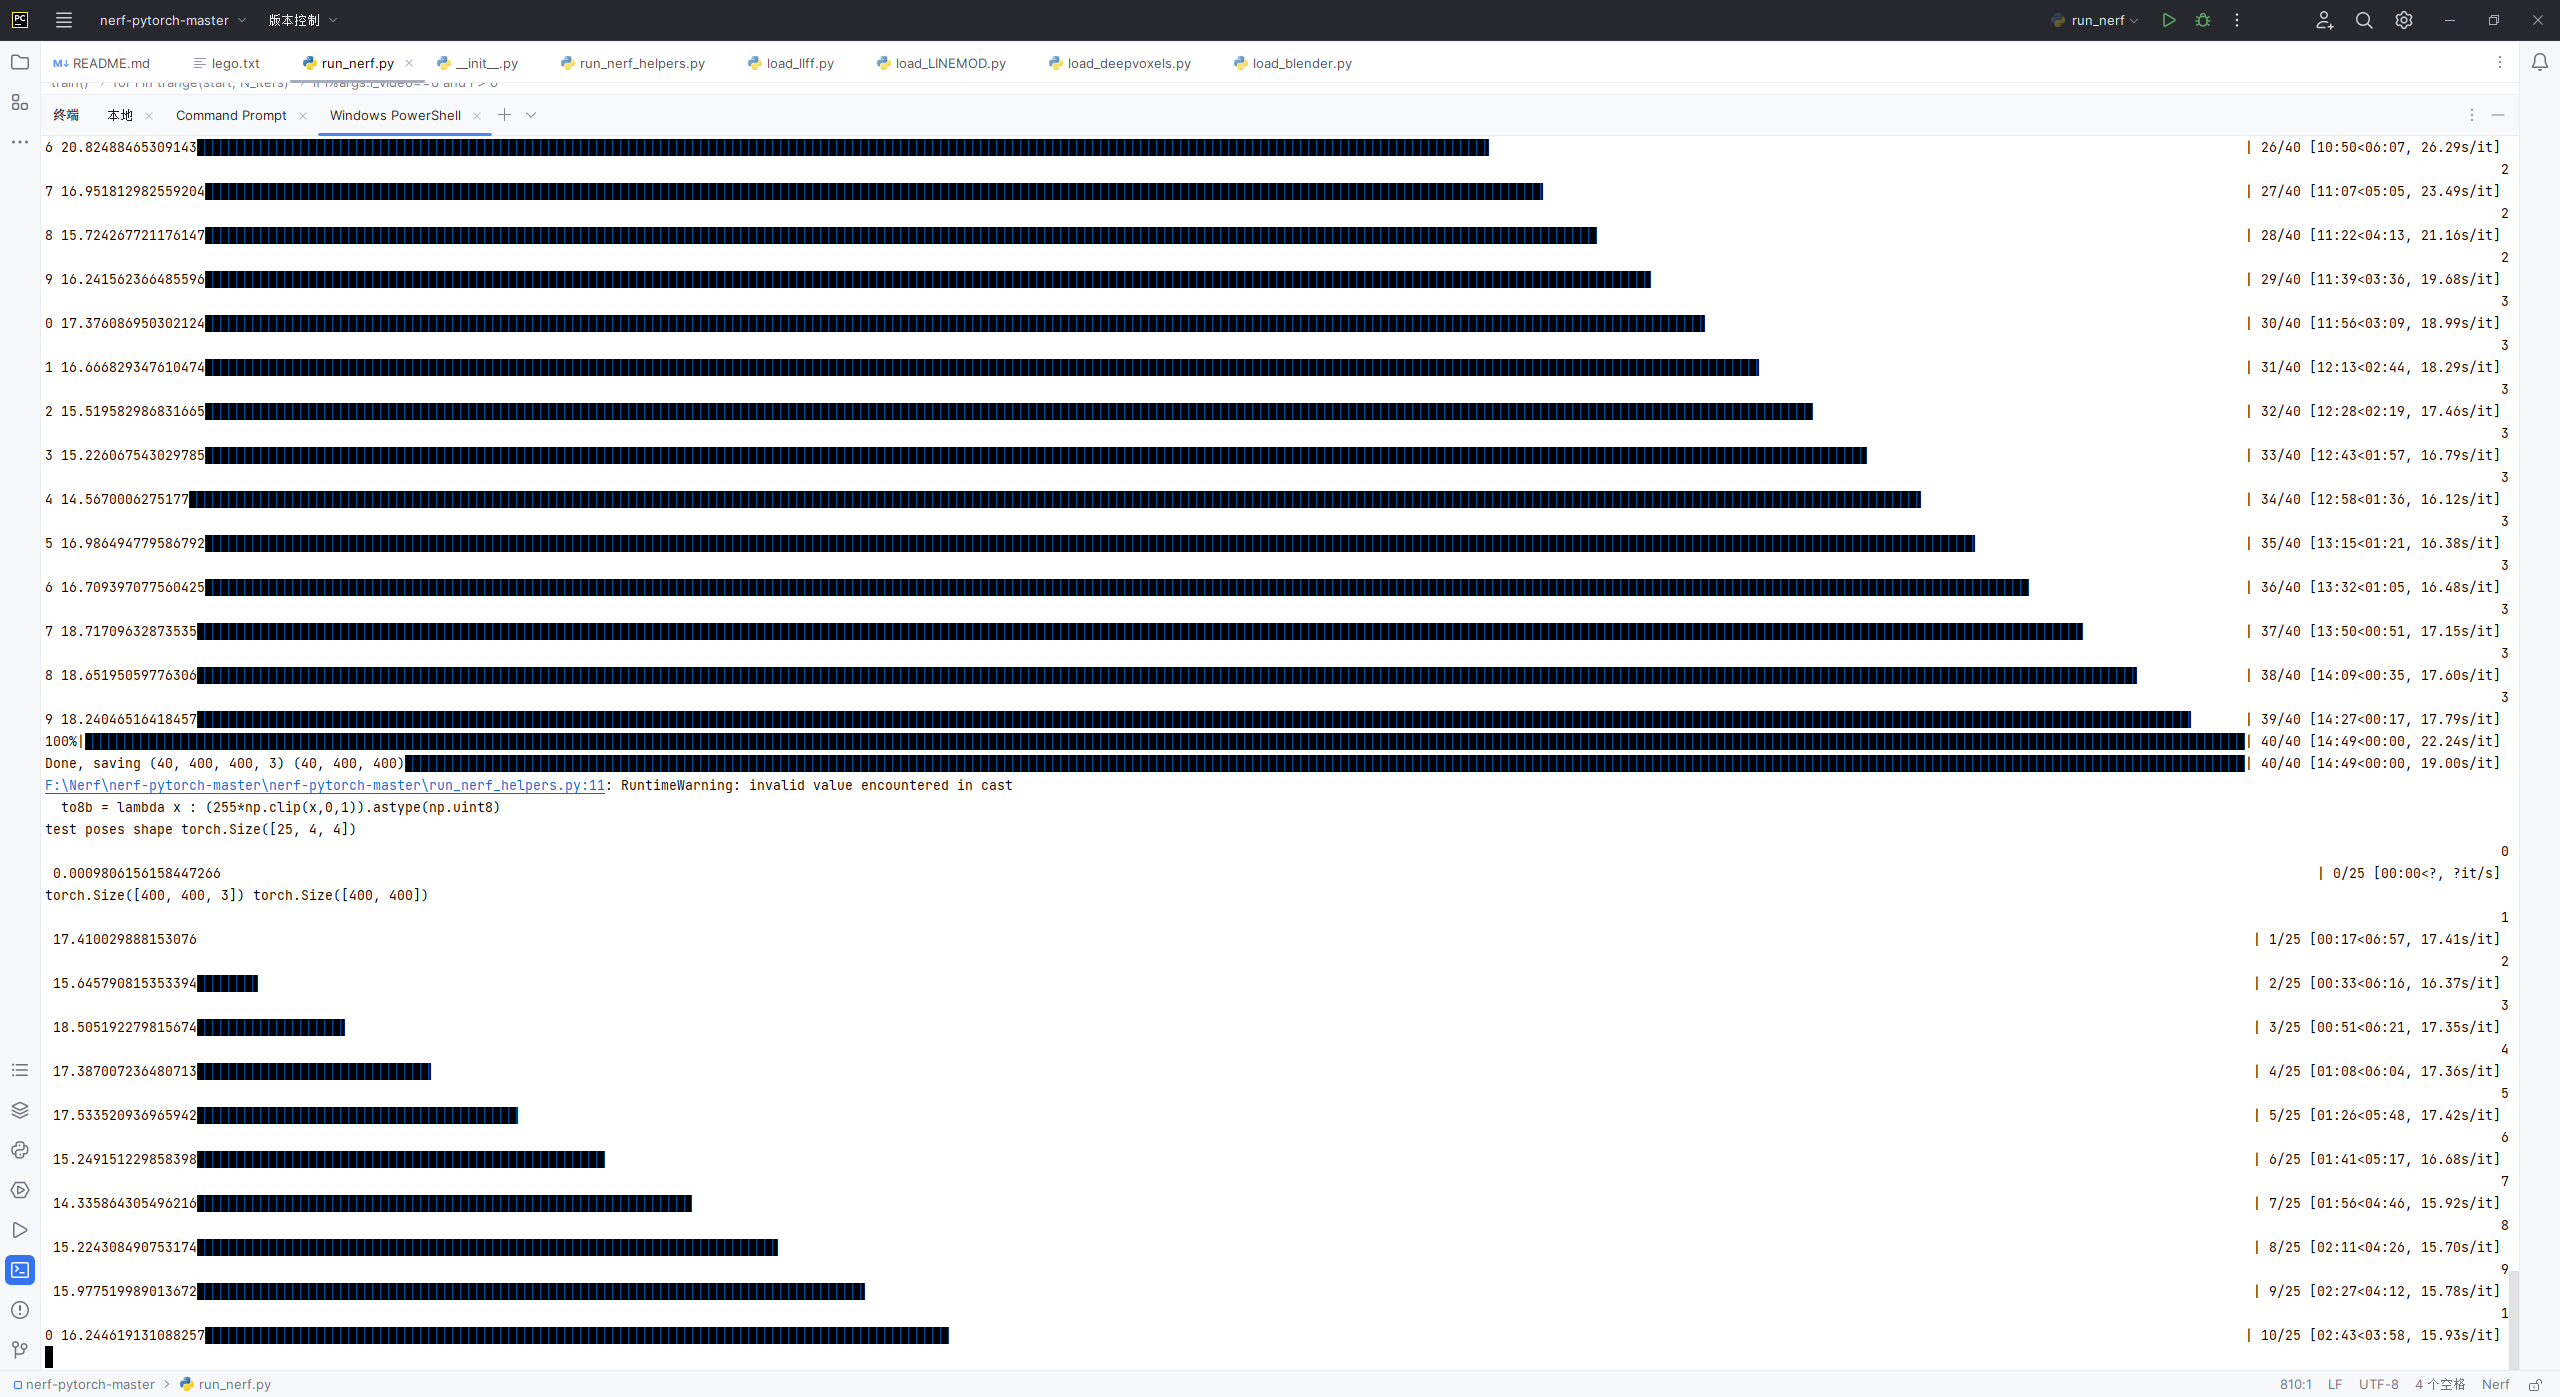 nerf-pytorch-master 版本控制 run_nerf
README.md lego.txt run_nerf.py __init__.py run_nerf_helpers.py load_llff.py load_LINEMOD.py load_deepvoxels.py load_blender.py
train() for i in trange(start, N_iters) if i%args.i_video==0 and i > 0
终端 本地 Command Prompt Windows PowerShell
6 20.82488465309143 | 26/40 [10:50<06:07, 26.29s/it]
2
7 16.951812982559204 | 27/40 [11:07<05:05, 23.49s/it]
2
8 15.724267721176147 | 28/40 [11:22<04:13, 21.16s/it]
2
9 16.241562366485596 | 29/40 [11:39<03:36, 19.68s/it]
3
0 17.376086950302124 | 30/40 [11:56<03:09, 18.99s/it]
3
1 16.666829347610474 | 31/40 [12:13<02:44, 18.29s/it]
3
2 15.519582986831665 | 32/40 [12:28<02:19, 17.46s/it]
3
3 15.226067543029785 | 33/40 [12:43<01:57, 16.79s/it]
3
4 14.5670006275177 | 34/40 [12:58<01:36, 16.12s/it]
3
5 16.986494779586792 | 35/40 [13:15<01:21, 16.38s/it]
3
6 16.709397077560425 | 36/40 [13:32<01:05, 16.48s/it]
3
7 18.71709632873535 | 37/40 [13:50<00:51, 17.15s/it]
3
8 18.65195059776306 | 38/40 [14:09<00:35, 17.60s/it]
3
9 18.24046516418457 | 39/40 [14:27<00:17, 17.79s/it]
100%| | 40/40 [14:49<00:00, 22.24s/it]
Done, saving (40, 400, 400, 3) (40, 400, 400) | 40/40 [14:49<00:00, 19.00s/it]
F:\Nerf\nerf-pytorch-master\nerf-pytorch-master\run_nerf_helpers.py:11: RuntimeWarning: invalid value encountered in cast
to8b = lambda x : (255*np.clip(x,0,1)).astype(np.uint8)
test poses shape torch.Size([25, 4, 4])
0
0.0009806156158447266 | 0/25 [00:00<?, ?it/s]
torch.Size([400, 400, 3]) torch.Size([400, 400])
1
17.410029888153076 | 1/25 [00:17<06:57, 17.41s/it]
2
15.645790815353394 | 2/25 [00:33<06:16, 16.37s/it]
3
18.505192279815674 | 3/25 [00:51<06:21, 17.35s/it]
4
17.387007236480713 | 4/25 [01:08<06:04, 17.36s/it]
5
17.533520936965942 | 5/25 [01:26<05:48, 17.42s/it]
6
15.249151229858398 | 6/25 [01:41<05:17, 16.68s/it]
7
14.335864305496216 | 7/25 [01:56<04:46, 15.92s/it]
8
15.224308490753174 | 8/25 [02:11<04:26, 15.70s/it]
9
15.977519989013672 | 9/25 [02:27<04:12, 15.78s/it]
1
0 16.244619131088257 | 10/25 [02:43<03:58, 15.93s/it]
nerf-pytorch-master run_nerf.py 810:1 LF UTF-8 4 个空格 Nerf